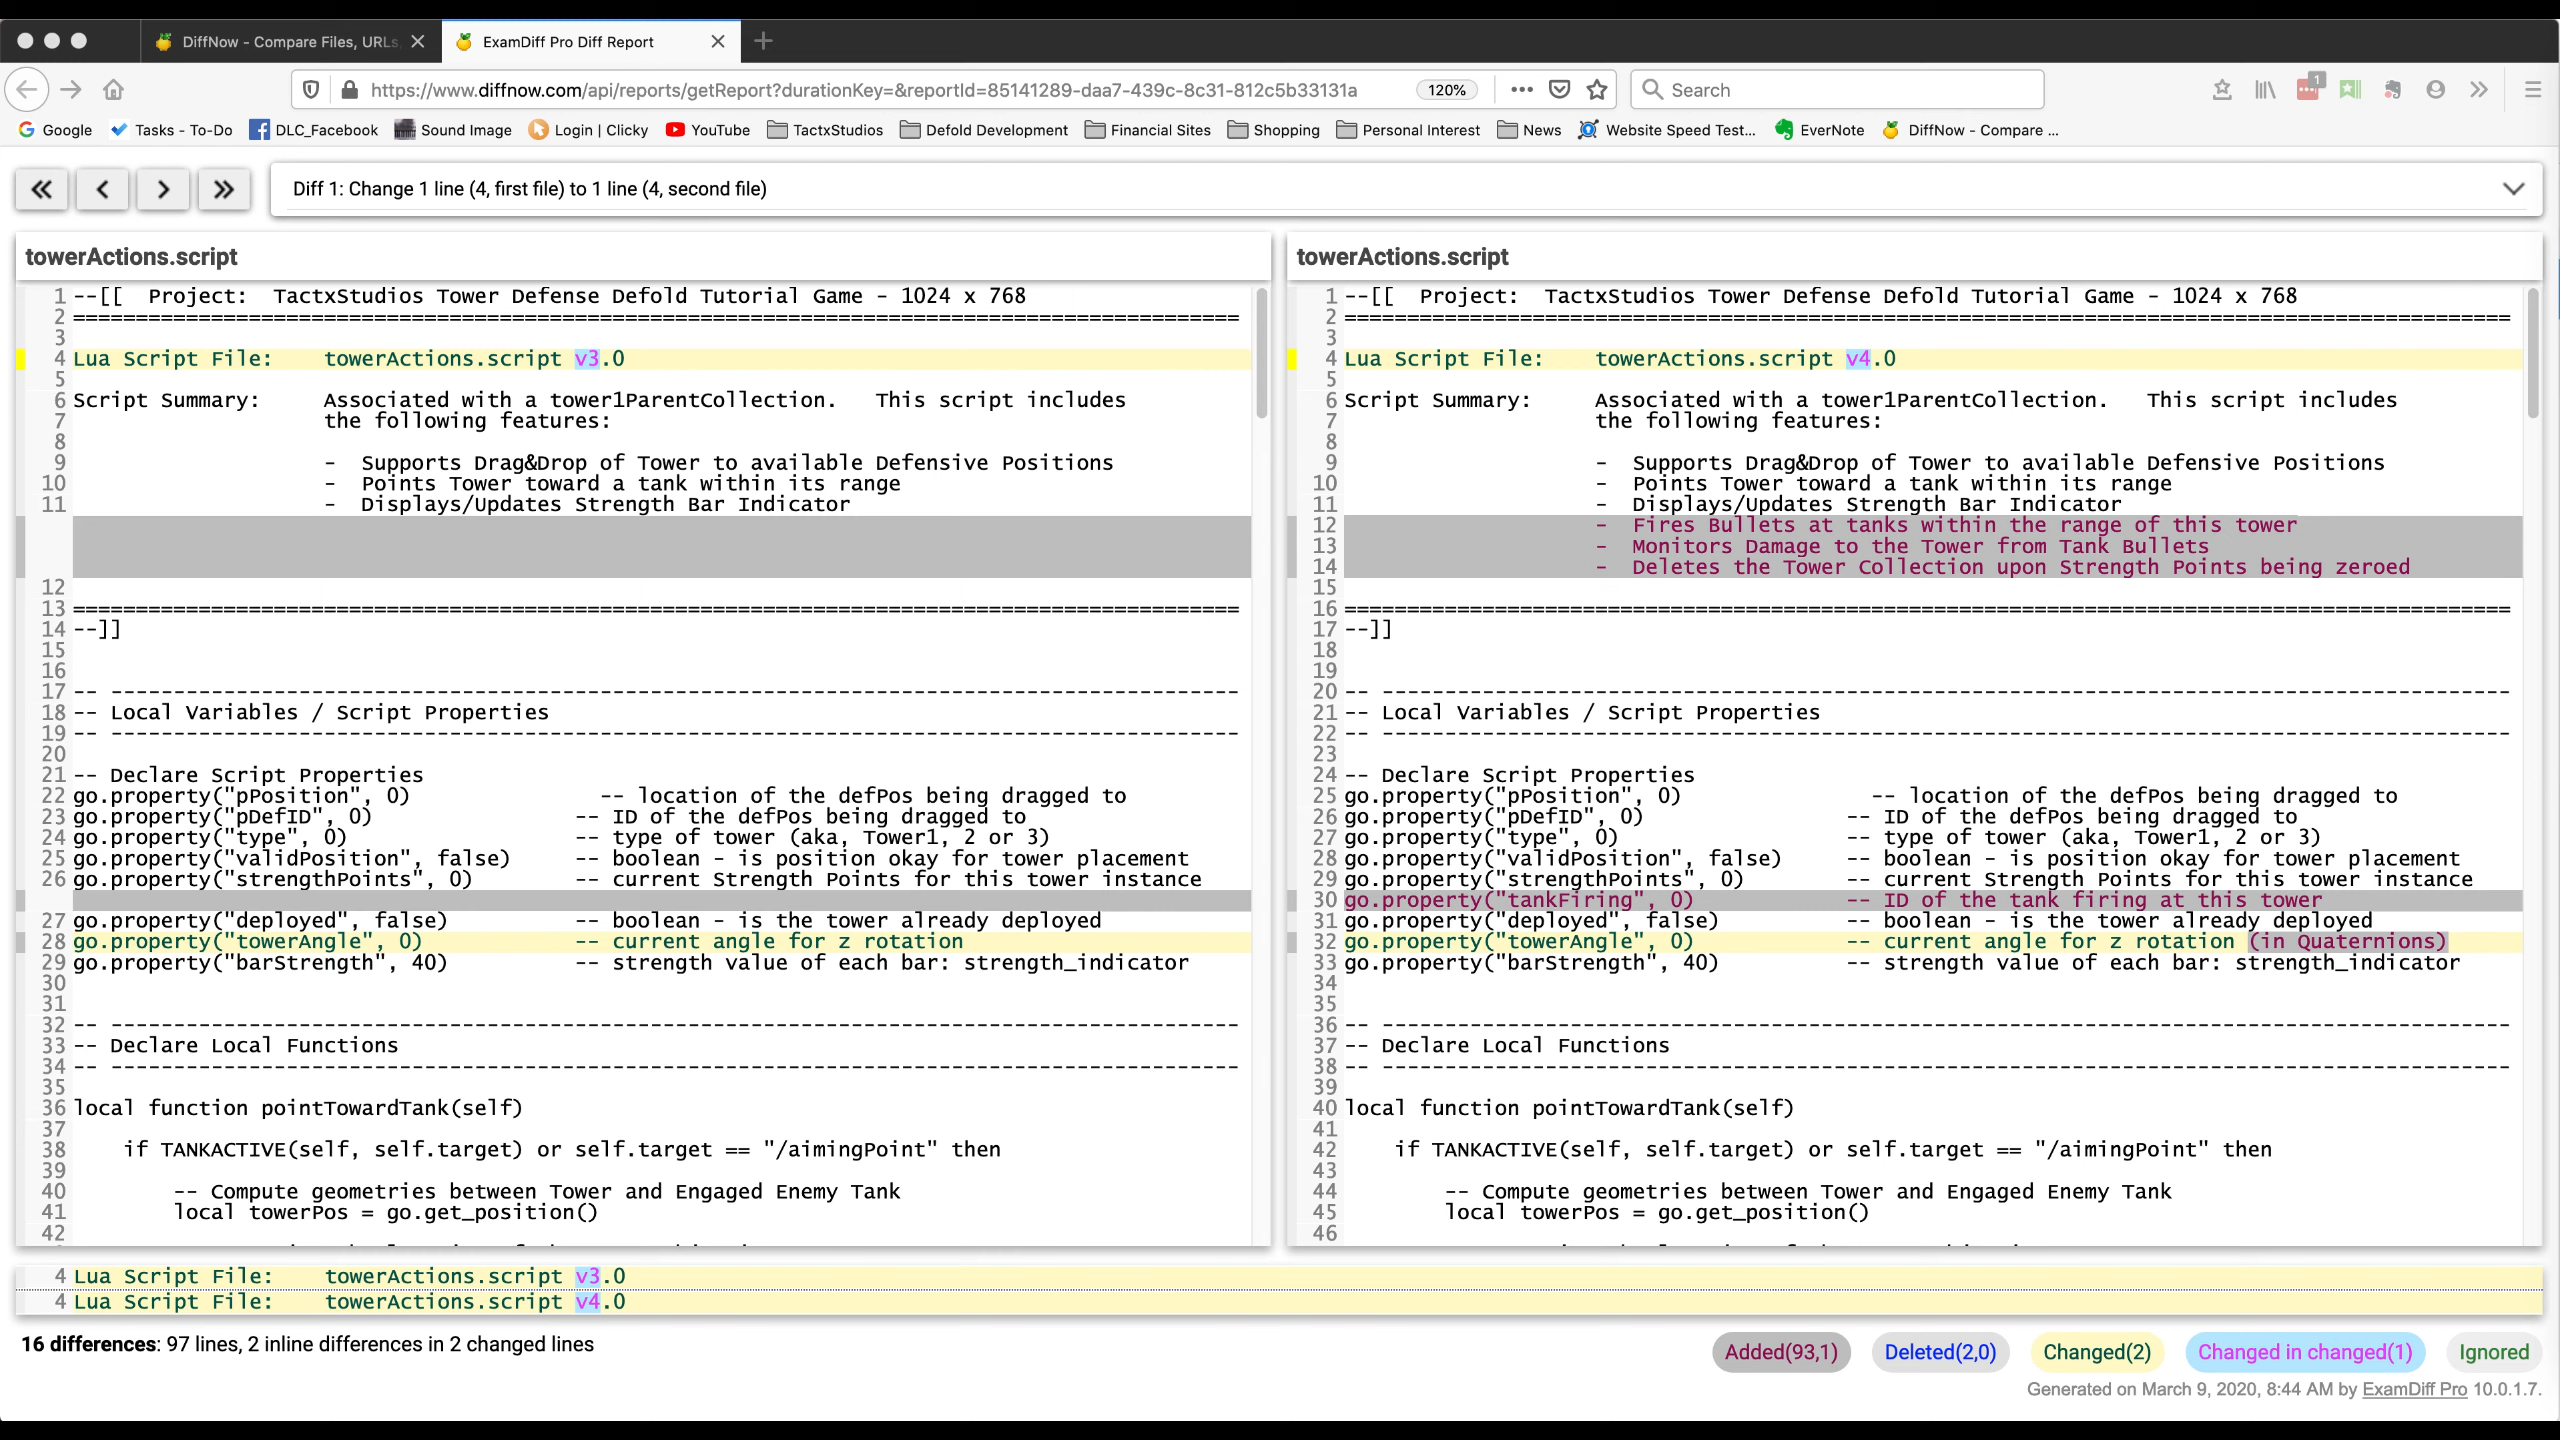 DiffNow - Compare Files, URLs
ExamDiff Pro Diff Report
https://www.diffnow.com/api/reports/getReport?durationKey=&reportId=85141289-daa7-439c-8c31-812c5b33131a
120%
Search
1
Google
Tasks - To-Do
DLC_Facebook
Sound Image
Login | Clicky
YouTube
TactxStudios
Defold Development
Financial Sites
Shopping
Personal Interest
News
Website Speed Test...
EverNote
DiffNow - Compare ...
Diff 1: Change 1 line (4, first file) to 1 line (4, second file)
towerActions.script
1 --[[  Project:  TactxStudios Tower Defense Defold Tutorial Game - 1024 x 768
2 =============================================================================================
3
4 Lua Script File:    towerActions.script v3.0
5
6 Script Summary:     Associated with a tower1ParentCollection.   This script includes
7                     the following features:
8
9                     -  Supports Drag&Drop of Tower to available Defensive Positions
10                     -  Points Tower toward a tank within its range
11                     -  Displays/Updates Strength Bar Indicator
12
13 =============================================================================================
14 --]]
15
16
17 -- ------------------------------------------------------------------------------------------
18 -- Local Variables / Script Properties
19 -- ------------------------------------------------------------------------------------------
20
21 -- Declare Script Properties
22 go.property("pPosition", 0)               -- location of the defPos being dragged to
23 go.property("pDefID", 0)                -- ID of the defPos being dragged to
24 go.property("type", 0)                  -- type of tower (aka, Tower1, 2 or 3)
25 go.property("validPosition", false)     -- boolean - is position okay for tower placement
26 go.property("strengthPoints", 0)        -- current Strength Points for this tower instance
27 go.property("deployed", false)          -- boolean - is the tower already deployed
28 go.property("towerAngle", 0)            -- current angle for z rotation
29 go.property("barStrength", 40)          -- strength value of each bar: strength_indicator
30
31
32 -- ------------------------------------------------------------------------------------------
33 -- Declare Local Functions
34 -- ------------------------------------------------------------------------------------------
35
36 local function pointTowardTank(self)
37
38     if TANKACTIVE(self, self.target) or self.target == "/aimingPoint" then
39
40         -- Compute geometries between Tower and Engaged Enemy Tank
41         local towerPos = go.get_position()
42
towerActions.script
1 --[[  Project:  TactxStudios Tower Defense Defold Tutorial Game - 1024 x 768
2 =============================================================================================
3
4 Lua Script File:    towerActions.script v4.0
5
6 Script Summary:     Associated with a tower1ParentCollection.   This script includes
7                     the following features:
8
9                     -  Supports Drag&Drop of Tower to available Defensive Positions
10                     -  Points Tower toward a tank within its range
11                     -  Displays/Updates Strength Bar Indicator
12                     -  Fires Bullets at tanks within the range of this tower
13                     -  Monitors Damage to the Tower from Tank Bullets
14                     -  Deletes the Tower Collection upon Strength Points being zeroed
15
16 =============================================================================================
17 --]]
18
19
20 -- ------------------------------------------------------------------------------------------
21 -- Local Variables / Script Properties
22 -- ------------------------------------------------------------------------------------------
23
24 -- Declare Script Properties
25 go.property("pPosition", 0)               -- location of the defPos being dragged to
26 go.property("pDefID", 0)                -- ID of the defPos being dragged to
27 go.property("type", 0)                  -- type of tower (aka, Tower1, 2 or 3)
28 go.property("validPosition", false)     -- boolean - is position okay for tower placement
29 go.property("strengthPoints", 0)        -- current Strength Points for this tower instance
30 go.property("tankFiring", 0)            -- ID of the tank firing at this tower
31 go.property("deployed", false)          -- boolean - is the tower already deployed
32 go.property("towerAngle", 0)            -- current angle for z rotation (in Quaternions)
33 go.property("barStrength", 40)          -- strength value of each bar: strength_indicator
34
35
36 -- ------------------------------------------------------------------------------------------
37 -- Declare Local Functions
38 -- ------------------------------------------------------------------------------------------
39
40 local function pointTowardTank(self)
41
42     if TANKACTIVE(self, self.target) or self.target == "/aimingPoint" then
43
44         -- Compute geometries between Tower and Engaged Enemy Tank
45         local towerPos = go.get_position()
46
4 Lua Script File:    towerActions.script v3.0
4 Lua Script File:    towerActions.script v4.0
16 differences: 97 lines, 2 inline differences in 2 changed lines
Added(93,1)
Deleted(2,0)
Changed(2)
Changed in changed(1)
Ignored
Generated on March 9, 2020, 8:44 AM by ExamDiff Pro 10.0.1.7.